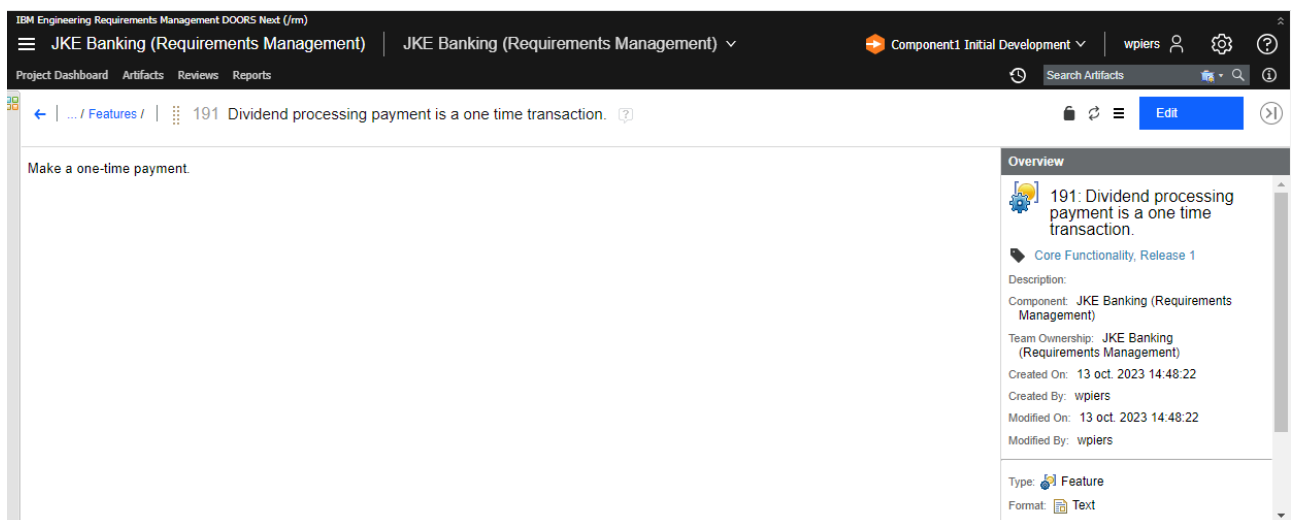 IBM Engineering Requirements Management DOORS Next (/rm)
JKE Banking (Requirements Management) JKE Banking (Requirements Management) Component1 Initial Development wpiers
Project Dashboard Artifacts Reviews Reports Search Artifacts
... / Features / 191 Dividend processing payment is a one time transaction. Edit
Make a one-time payment.
Overview
191: Dividend processing
payment is a one time
transaction.
Core Functionality, Release 1
Description:
Component: JKE Banking (Requirements
Management)
Team Ownership: JKE Banking
(Requirements Management)
Created On: 13 oct. 2023 14:48:22
Created By: wpiers
Modified On: 13 oct. 2023 14:48:22
Modified By: wpiers
Type: Feature
Format: Text